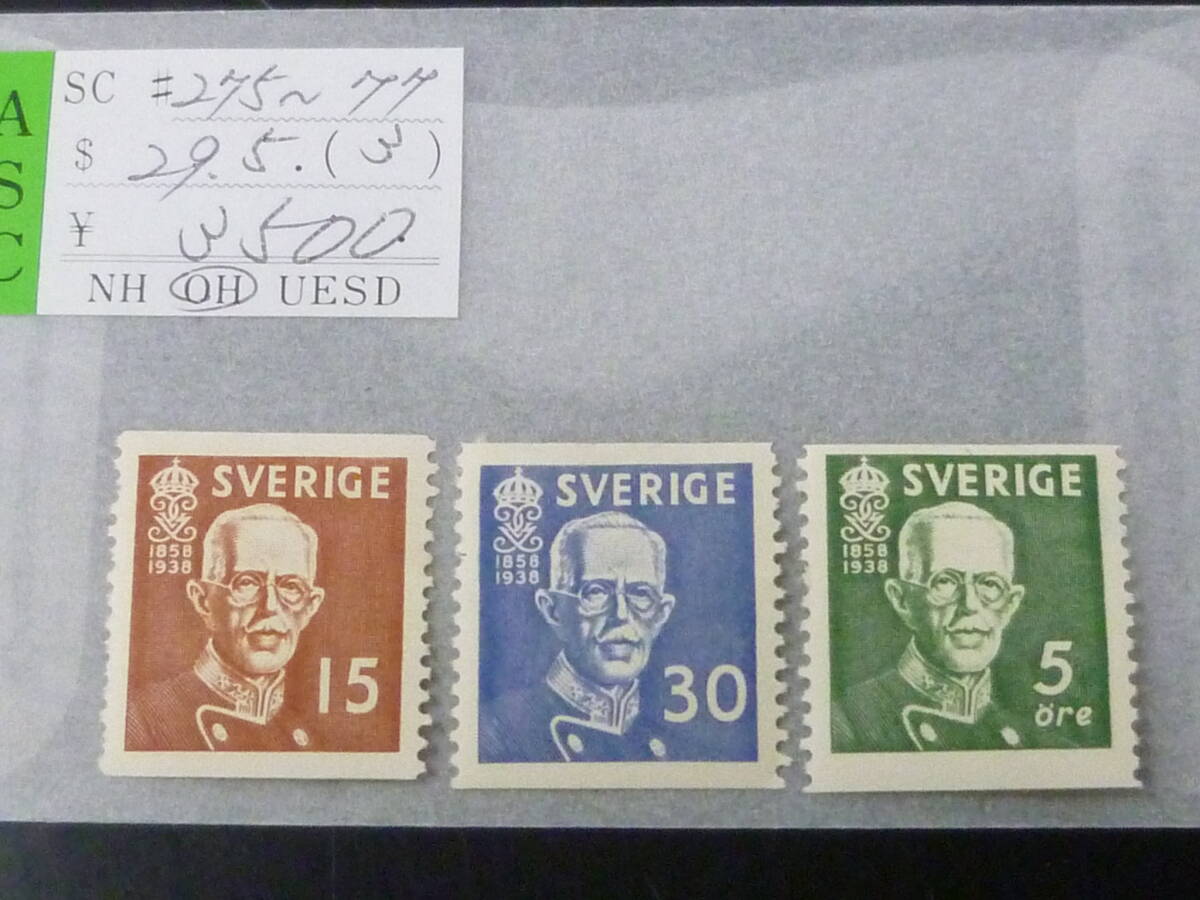 A
S
C
SC #275~77
$ 29.5.(3)
¥ 3500
NH OH UESD
SVERIGE
1858
1938
15
SVERIGE
1858
1938
30
SVERIGE
1858
1938
5
öre